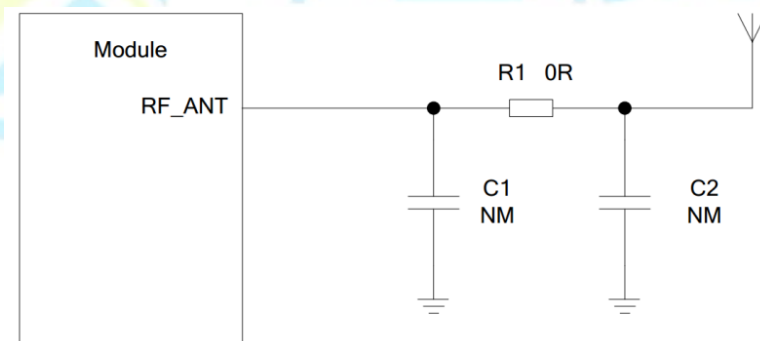 Module
RF_ANT
R1 0R
C1
NM
C2
NM